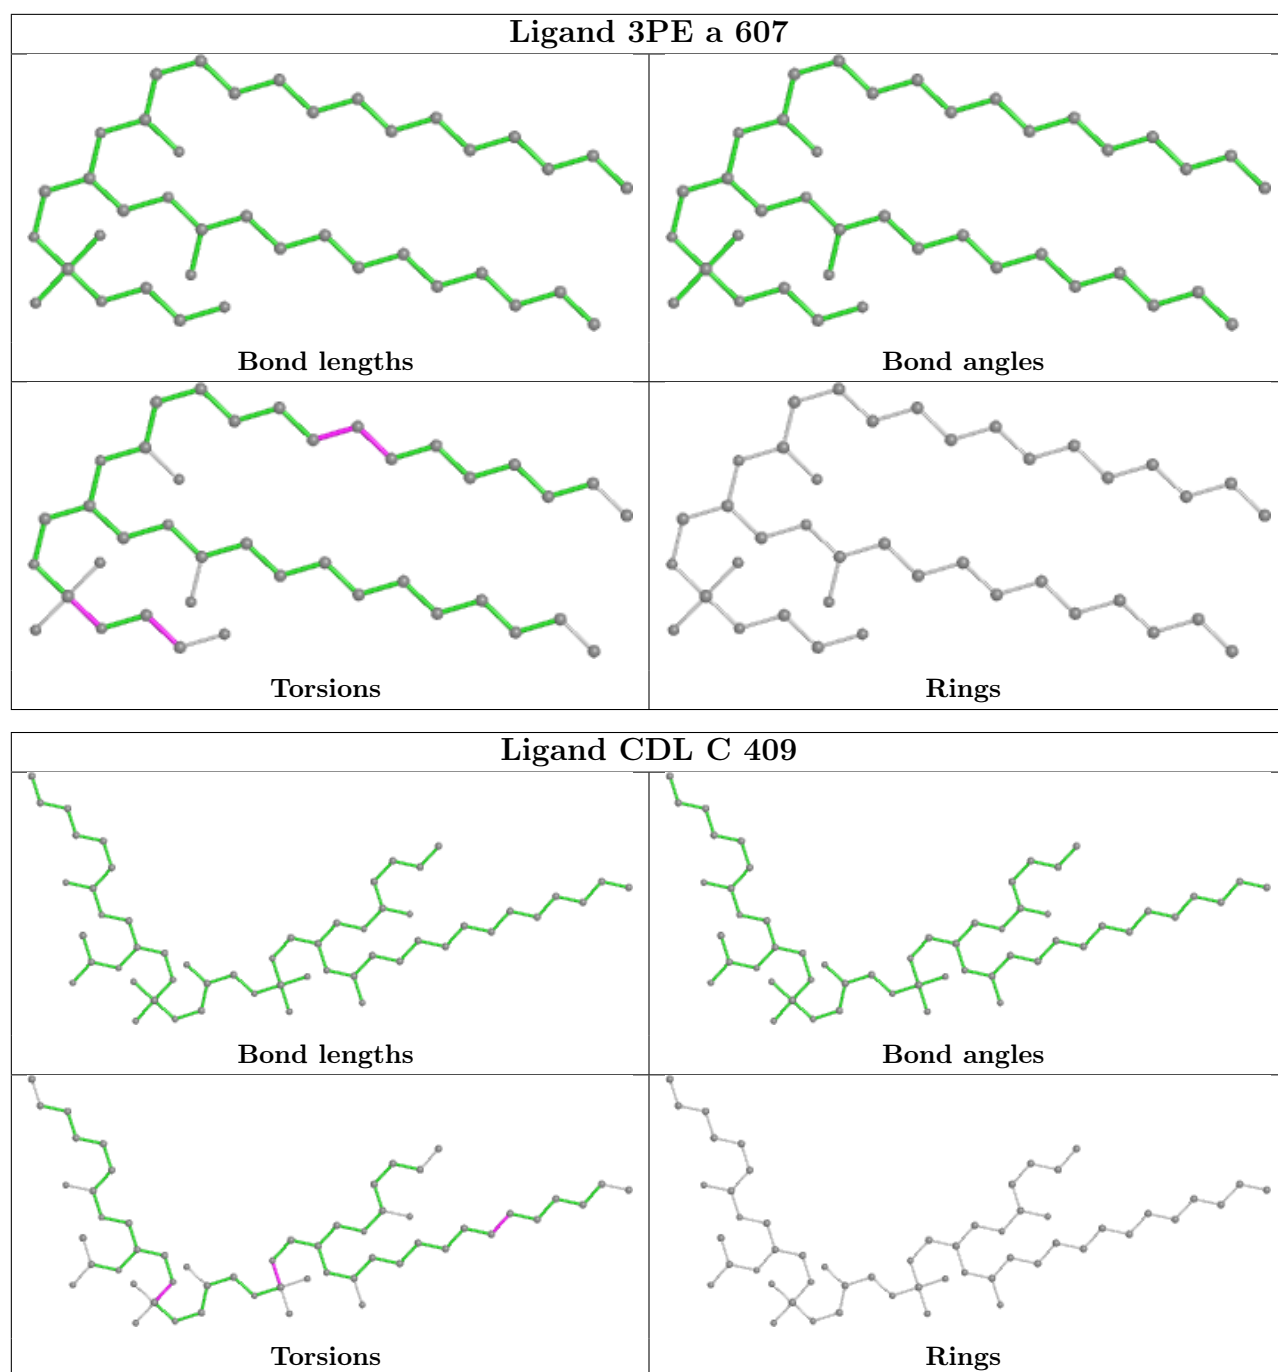 Ligand 3PE a 607
Bond lengths
Bond angles
Torsions
Rings
Ligand CDL C 409
Bond lengths
Bond angles
Torsions
Rings